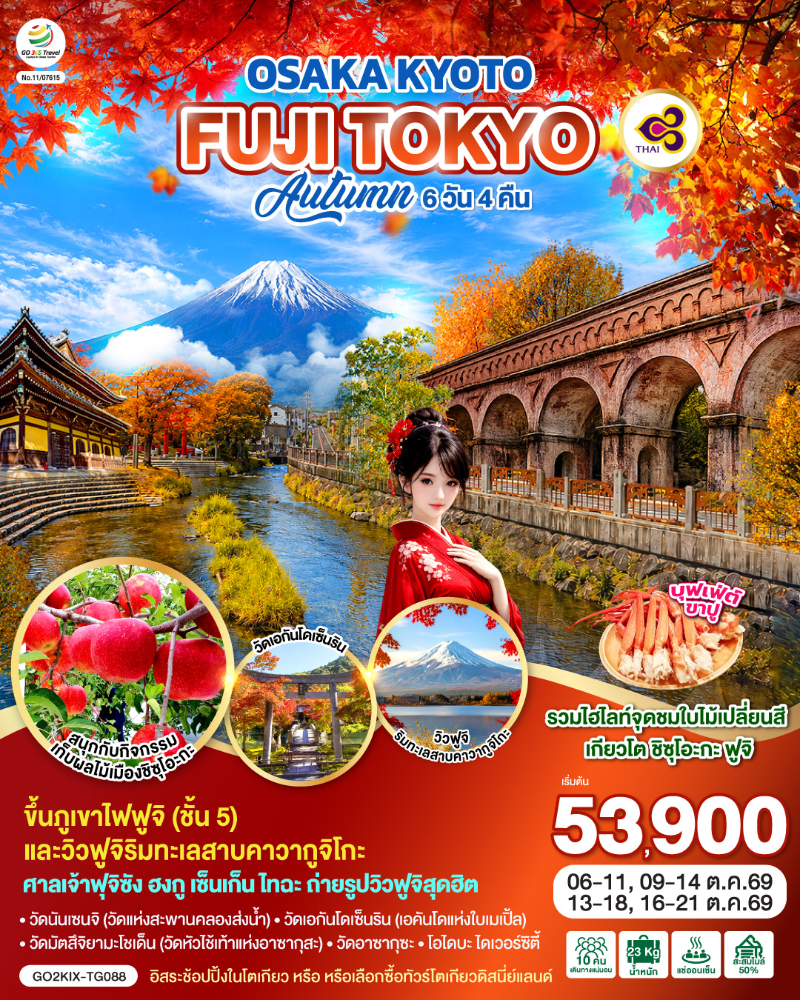 GO 365 Travel
Leaders in Global Tourism
No.11/07615
OSAKA KYOTO
FUJI TOKYO
THAI
Autumn 6 วัน 4 คืน
บุฟเฟ่ต์
ขาปู
วัดเอกันโดเซ็นริน
สนุกกับกิจกรรม
เก็บผลไม้เมืองชิซุโอะกะ
วิวฟูจิ
ริมทะเลสาบคาวากูจิโกะ
รวมไฮไลท์จุดชมใบไม้เปลี่ยนสี
เกียวโต ชิซุโอะกะ ฟูจิ
เริ่มต้น
53,900
ขึ้นภูเขาไฟฟูจิ (ชั้น 5)
และวิวฟูจิริมทะเลสาบคาวากูจิโกะ
ศาลเจ้าฟุจิซัง ฮงกู เซ็นเก็น ไทฉะ ถ่ายรูปวิวฟูจิสุดฮิต
06-11, 09-14 ต.ค.69
13-18, 16-21 ต.ค.69
• วัดนันเซนจิ (วัดแห่งสะพานคลองส่งน้ำ) • วัดเอกันโดเซ็นริน (เอคันโดแห่งใบเมเปิ้ล)
• วัดมัตสึจิยามะโชเด็น (วัดหัวไช้เท้าแห่งอาซากุสะ) • วัดอาซากุซะ • โอไดบะ ไดเวอร์ซิตี้
10 คน
เดินทางแน่นอน
23 Kg
น้ำหนัก
แช่ออนเซ็น
สะสมไมล์
50%
GO2KIX-TG088
อิสระช้อปปิ้งในโตเกียว หรือ หรือเลือกซื้อทัวร์โตเกียวดิสนี่ย์แลนด์